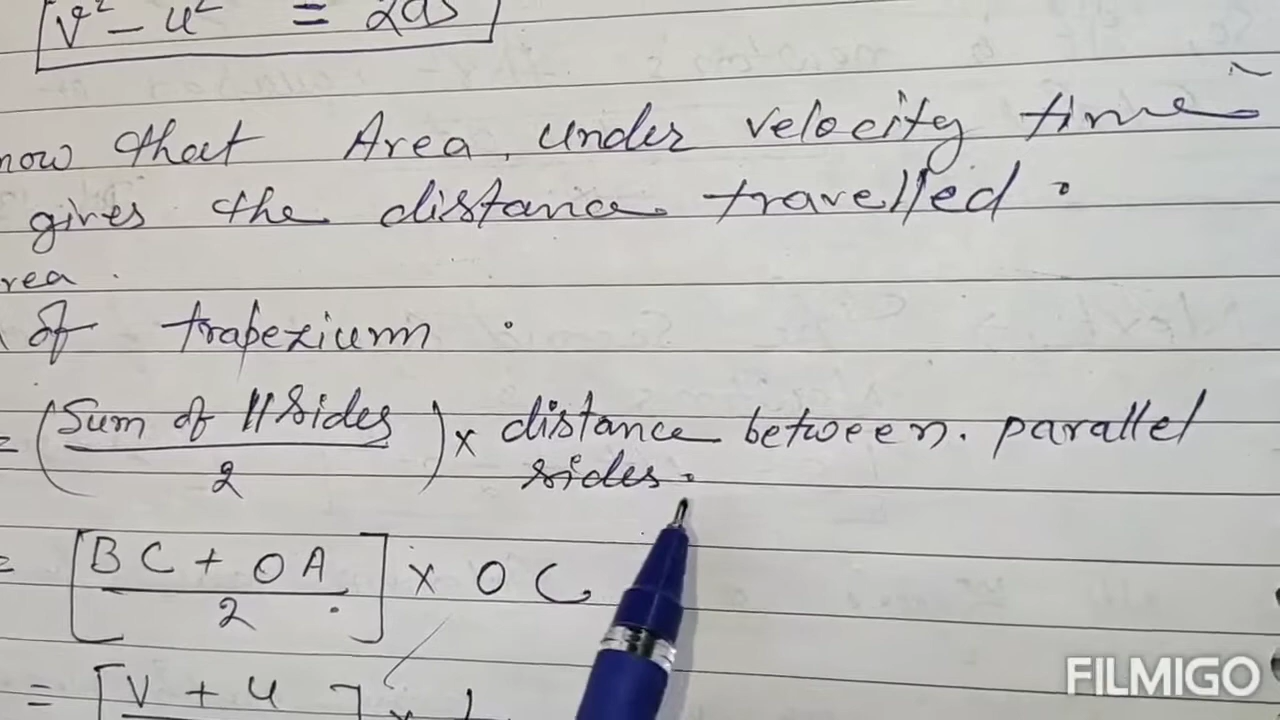 v² - u² = 2as
now that Area under velocity time
gives the distance travelled.
rea
of trapezium.
= (Sum of || sides / 2) × distance between parallel
sides.
= [BC + OA / 2] × OC
= [v + u ] × t
FILMIGO